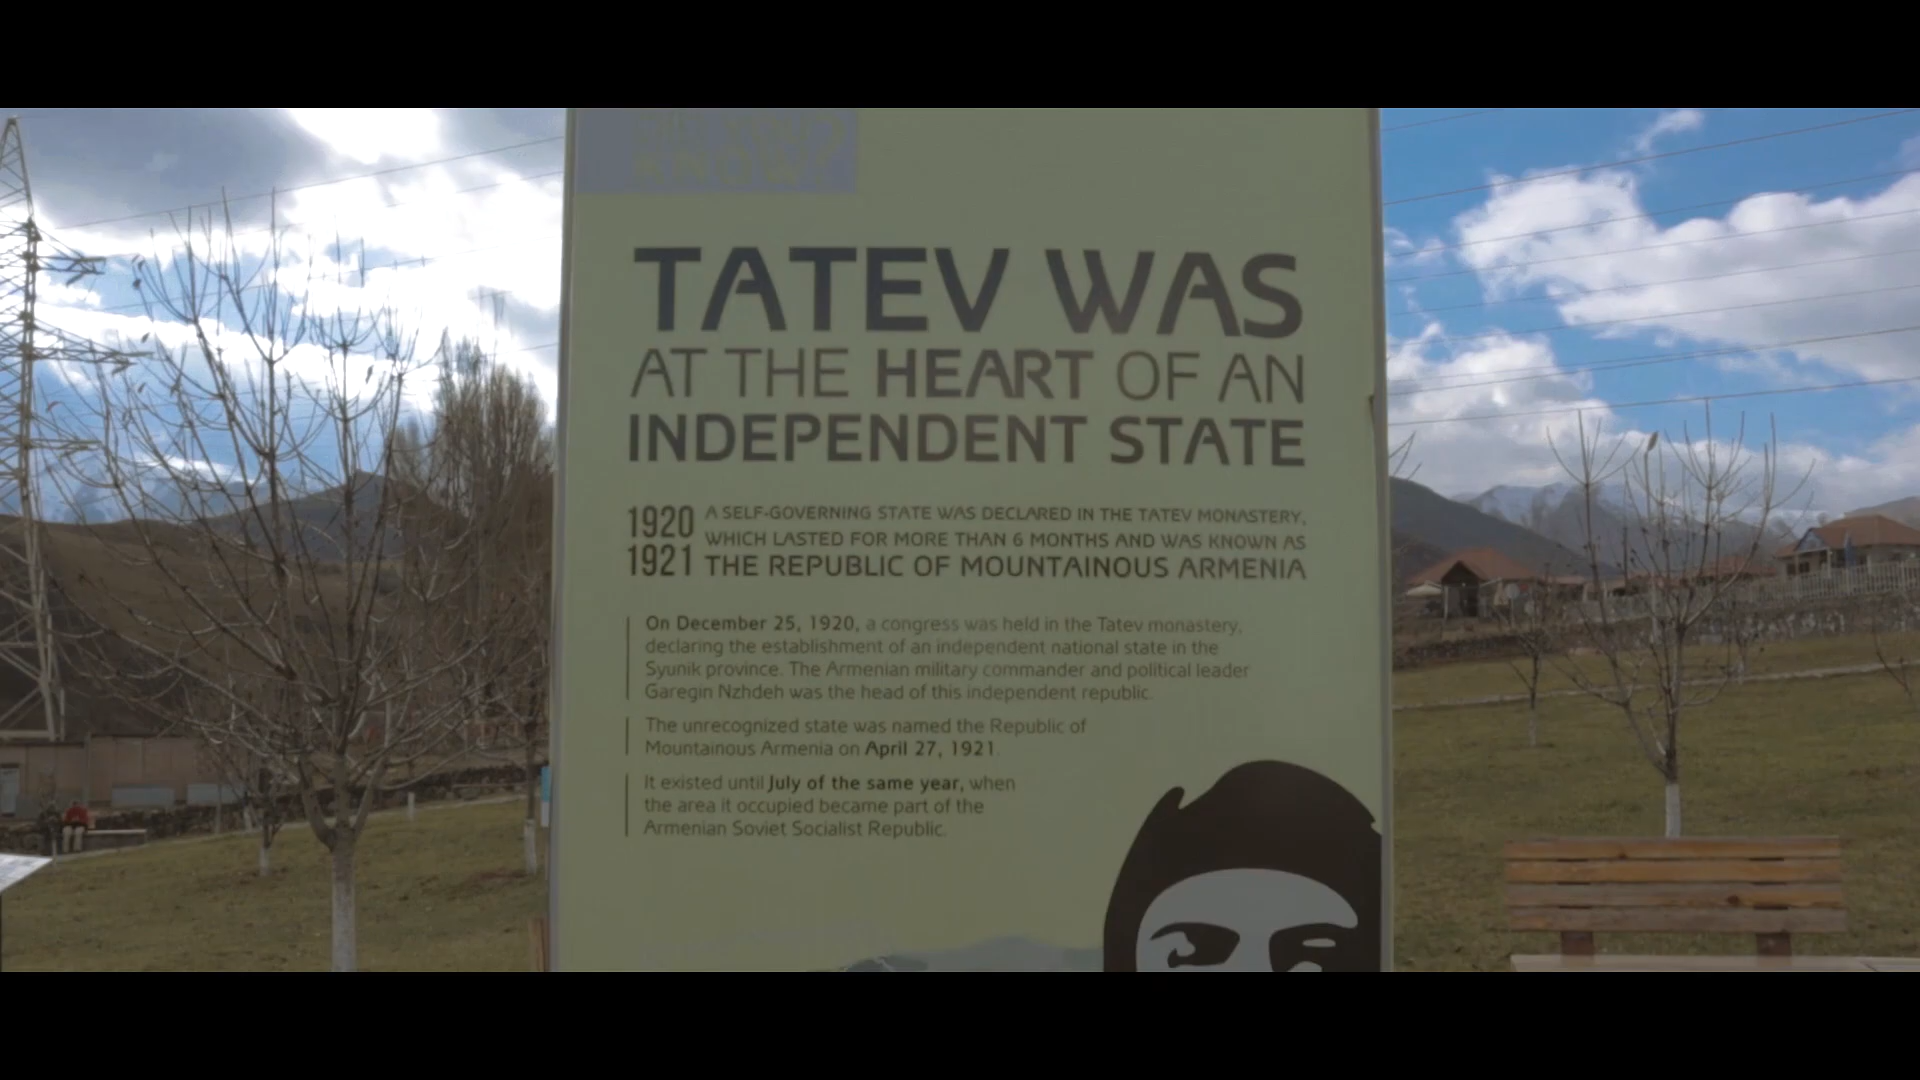 DID YOU
KNOW?
TATEV WAS
AT THE HEART OF AN
INDEPENDENT STATE
1920
1921
A SELF-GOVERNING STATE WAS DECLARED IN THE TATEV MONASTERY,
WHICH LASTED FOR MORE THAN 6 MONTHS AND WAS KNOWN AS
THE REPUBLIC OF MOUNTAINOUS ARMENIA
On December 25, 1920, a congress was held in the Tatev monastery,
declaring the establishment of an independent national state in the
Syunik province. The Armenian military commander and political leader
Garegin Nzhdeh was the head of this independent republic.
The unrecognized state was named the Republic of
Mountainous Armenia on April 27, 1921.
It existed until July of the same year, when
the area it occupied became part of the
Armenian Soviet Socialist Republic.